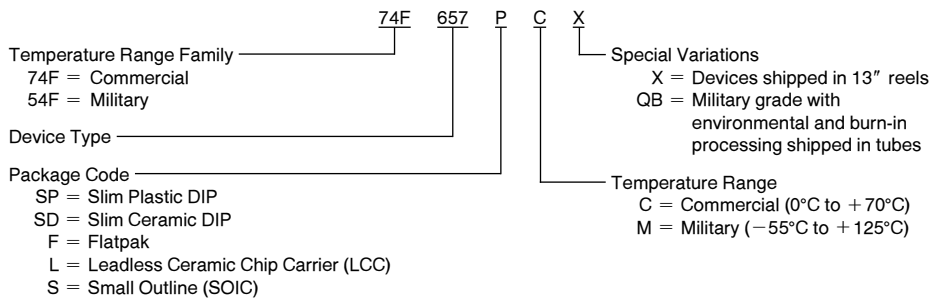 74F 657 P C X
Temperature Range Family
74F = Commercial
54F = Military
Device Type
Package Code
SP = Slim Plastic DIP
SD = Slim Ceramic DIP
F = Flatpak
L = Leadless Ceramic Chip Carrier (LCC)
S = Small Outline (SOIC)
Special Variations
X = Devices shipped in 13″ reels
QB = Military grade with
environmental and burn-in
processing shipped in tubes
Temperature Range
C = Commercial (0°C to +70°C)
M = Military (−55°C to +125°C)